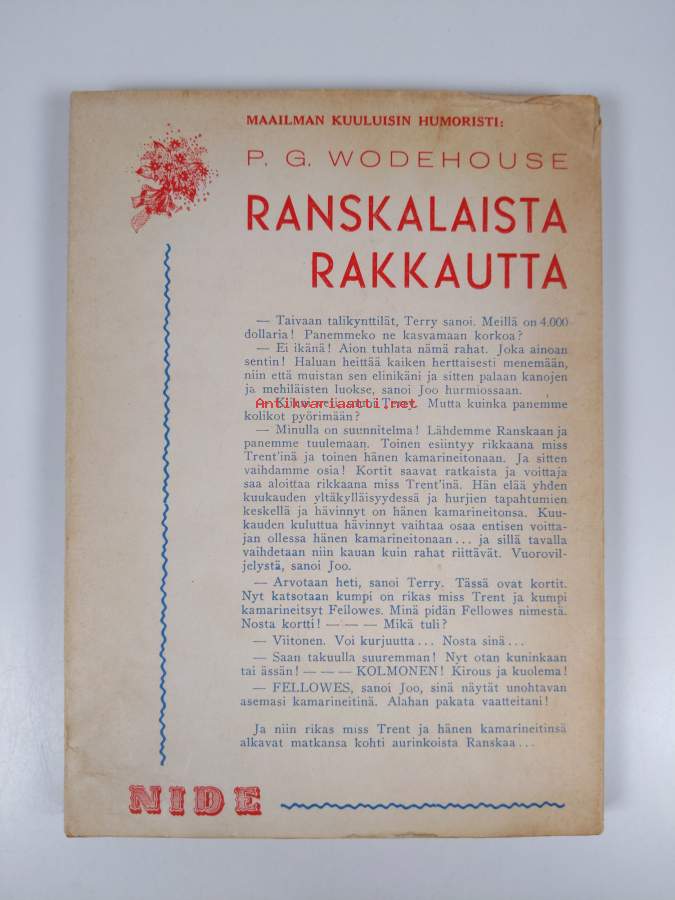 MAAILMAN KUULUISIN HUMORISTI:
P. G. WODEHOUSE
RANSKALAISTA
RAKKAUTTA
— Taivaan talikynttilät, Terry sanoi. Meillä on 4.000
dollaria! Panemmeko ne kasvamaan korkoa?
— Ei ikänä! Aion tuhlata nämä rahat. Joka ainoan
sentin! Haluan heittää kaiken herttaisesti menemään,
niin että muistan sen elinikäni ja sitten palaan kanojen
ja mehiläisten luokse, sanoi Joo hurmiossaan.
Antikvariaatti.net
sanoi Terry. Mutta kuinka panemme
kolikot pyörimään?
— Minulla on suunnitelma! Lähdemme Ranskaan ja
panemme tuulemaan. Toinen esiintyy rikkaana miss
Trent'inä ja toinen hänen kamarineitonaan. Ja sitten
vaihdamme osia! Kortit saavat ratkaista ja voittaja
saa aloittaa rikkaana miss Trent'inä. Hän elää yhden
kuukauden yltäkylläisyydessä ja hurjien tapahtumien
keskellä ja hävinnyt on hänen kamarineitonsa. Kuu-
kauden kuluttua hävinnyt vaihtaa osaa entisen voitta-
jan ollessa hänen kamarineitonaan... ja sillä tavalla
vaihdetaan niin kauan kuin rahat riittävät. Vuorovil-
jelystä, sanoi Joo.
— Arvotaan heti, sanoi Terry. Tässä ovat kortit.
Nyt katsotaan kumpi on rikas miss Trent ja kumpi
kamarineitsyt Fellowes. Minä pidän Fellowes nimestä.
Nosta kortti! — — — Mikä tuli?
— Viitonen. Voi kurjuutta... Nosta sinä...
— Saan takuulla suuremman! Nyt otan kuninkaan
tai ässän! — — — KOLMONEN! Kirous ja kuolema!
— FELLOWES, sanoi Joo, sinä näytät unohtavan
asemasi kamarineitinä. Alahan pakata vaatteitani!
Ja niin rikas miss Trent ja hänen kamarineitinsä
alkavat matkansa kohti aurinkoista Ranskaa...
NIDE